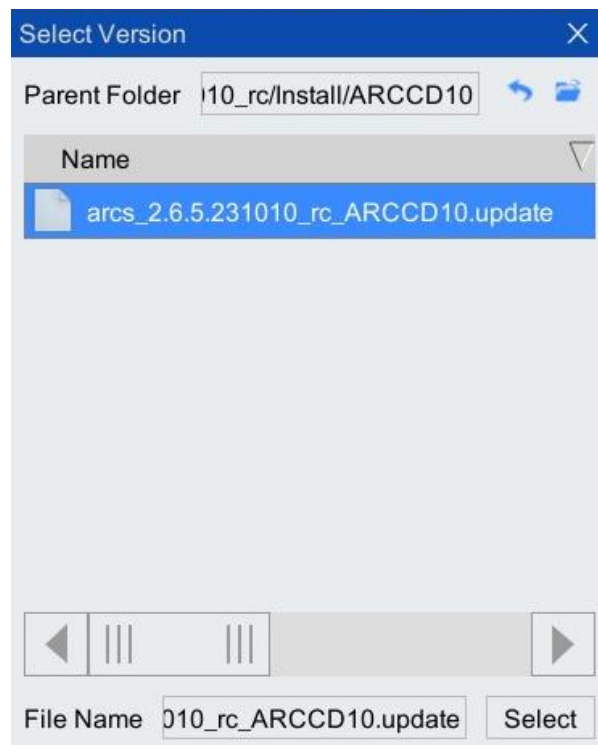 Select Version
Parent Folder 10_rc/Install/ARCCD10
Name
arcs_2.6.5.231010_rc_ARCCD10.update
File Name 010_rc_ARCCD10.update Select